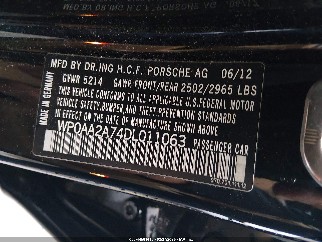 MFD BY DR.ING H.C.F. PORSCHE AG 06/12
GVWR 5214 GAWR FRONT/REAR 2502/2965 LBS
THIS VEHICLE CONFORMS TO ALL
APPLICABLE U.S. FEDERAL MOTOR
VEHICLE SAFETY, BUMPER, AND THEFT
PREVENTION STANDARDS IN EFFECT ON
THE DATE OF MANUFACTURE SHOWN ABOVE
WP0AA2A74DL011063 PASSENGER CAR
MADE IN GERMANY